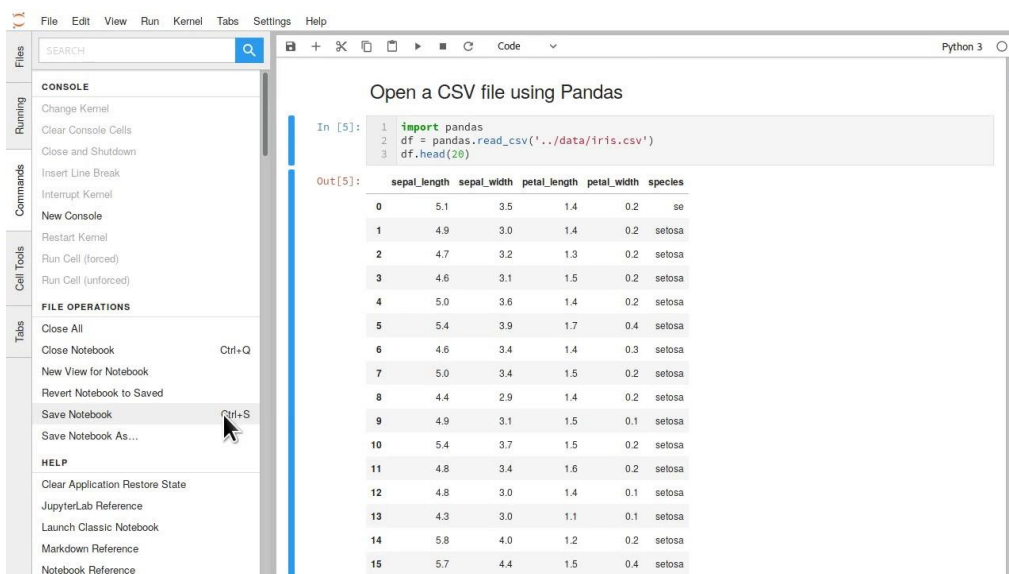 File Edit View Run Kernel Tabs Settings Help
Files
Running
Commands
Cell Tools
Tabs
SEARCH
CONSOLE
Change Kernel
Clear Console Cells
Close and Shutdown
Insert Line Break
Interrupt Kernel
New Console
Restart Kernel
Run Cell (forced)
Run Cell (unforced)
FILE OPERATIONS
Close All
Close Notebook Ctrl+Q
New View for Notebook
Revert Notebook to Saved
Save Notebook Ctrl+S
Save Notebook As...
HELP
Clear Application Restore State
JupyterLab Reference
Launch Classic Notebook
Markdown Reference
Notebook Reference
Code Python 3
Open a CSV file using Pandas
In [5]: 1 import pandas
2 df = pandas.read_csv('../data/iris.csv')
3 df.head(20)
Out[5]: sepal_length sepal_width petal_length petal_width species
0 5.1 3.5 1.4 0.2 se
1 4.9 3.0 1.4 0.2 setosa
2 4.7 3.2 1.3 0.2 setosa
3 4.6 3.1 1.5 0.2 setosa
4 5.0 3.6 1.4 0.2 setosa
5 5.4 3.9 1.7 0.4 setosa
6 4.6 3.4 1.4 0.3 setosa
7 5.0 3.4 1.5 0.2 setosa
8 4.4 2.9 1.4 0.2 setosa
9 4.9 3.1 1.5 0.1 setosa
10 5.4 3.7 1.5 0.2 setosa
11 4.8 3.4 1.6 0.2 setosa
12 4.8 3.0 1.4 0.1 setosa
13 4.3 3.0 1.1 0.1 setosa
14 5.8 4.0 1.2 0.2 setosa
15 5.7 4.4 1.5 0.4 setosa